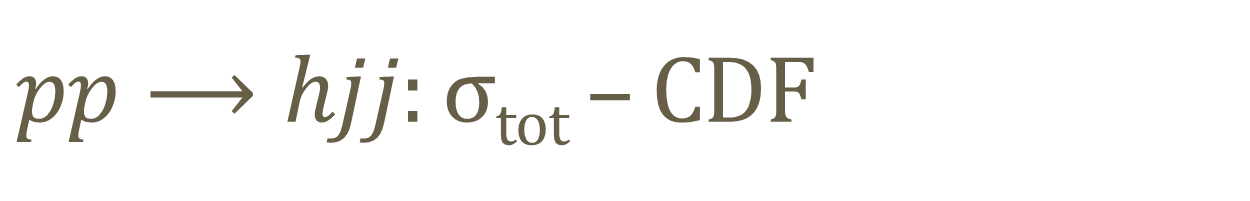 pp ⟶ hjj: σ_tot – CDF